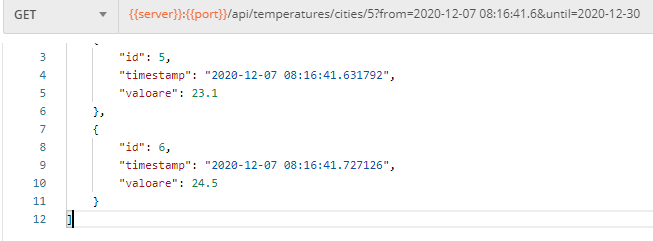 GET {{server}}:{{port}}/api/temperatures/cities/5?from=2020-12-07 08:16:41.6&until=2020-12-30
3 "id": 5,
4 "timestamp": "2020-12-07 08:16:41.631792",
5 "valoare": 23.1
6 },
7 {
8 "id": 6,
9 "timestamp": "2020-12-07 08:16:41.727126",
10 "valoare": 24.5
11 }
12 ]